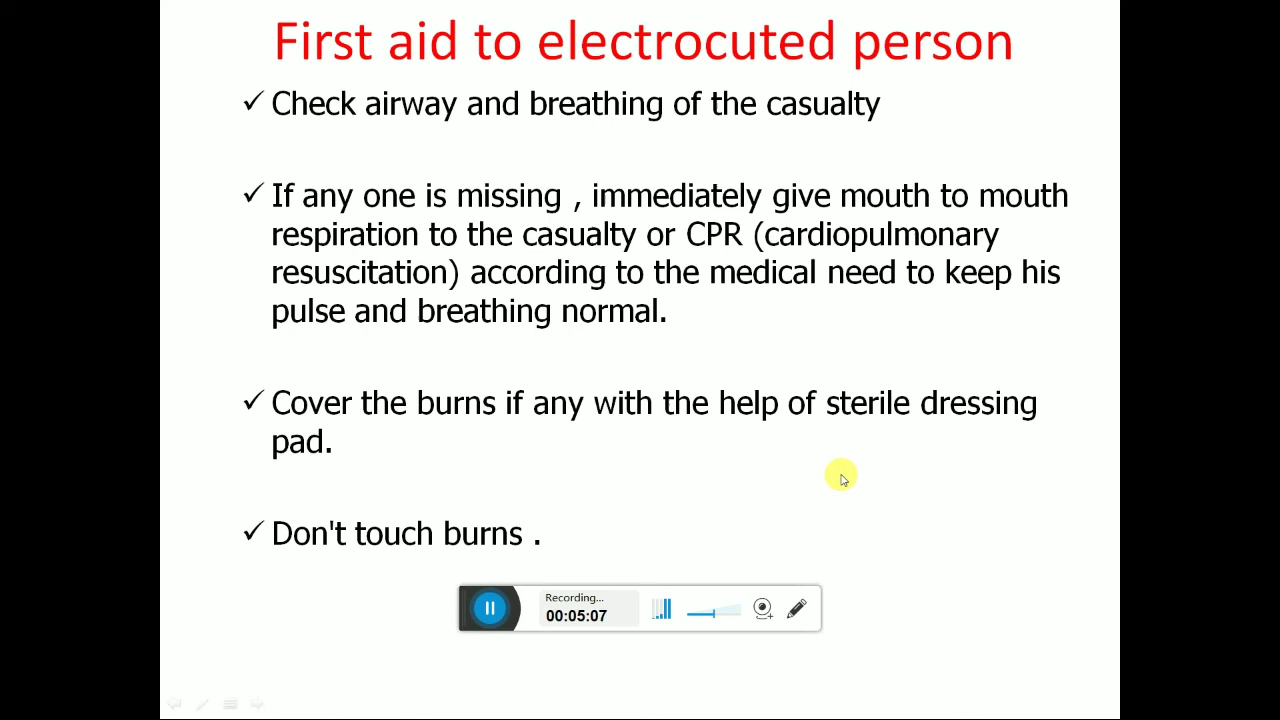 First aid to electrocuted person
✓ Check airway and breathing of the casualty
✓ If any one is missing , immediately give mouth to mouth
respiration to the casualty or CPR (cardiopulmonary
resuscitation) according to the medical need to keep his
pulse and breathing normal.
✓ Cover the burns if any with the help of sterile dressing
pad.
✓ Don't touch burns .
Recording...
00:05:07